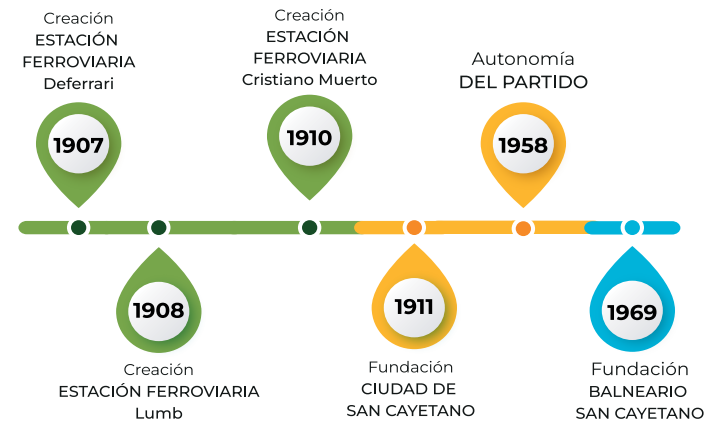 Creación
ESTACIÓN
FERROVIARIA
Deferrari
1907
Creación
ESTACIÓN
FERROVIARIA
Cristiano Muerto
1910
Autonomía
DEL PARTIDO
1958
1908
Creación
ESTACIÓN FERROVIARIA
Lumb
1911
Fundación
CIUDAD DE
SAN CAYETANO
1969
Fundación
BALNEARIO
SAN CAYETANO